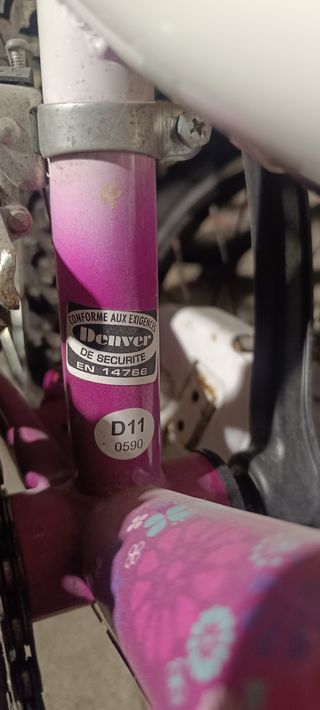 CONFORME AUX EXIGENCES
Denver
DE SECURITE
EN 14766
D11
0590